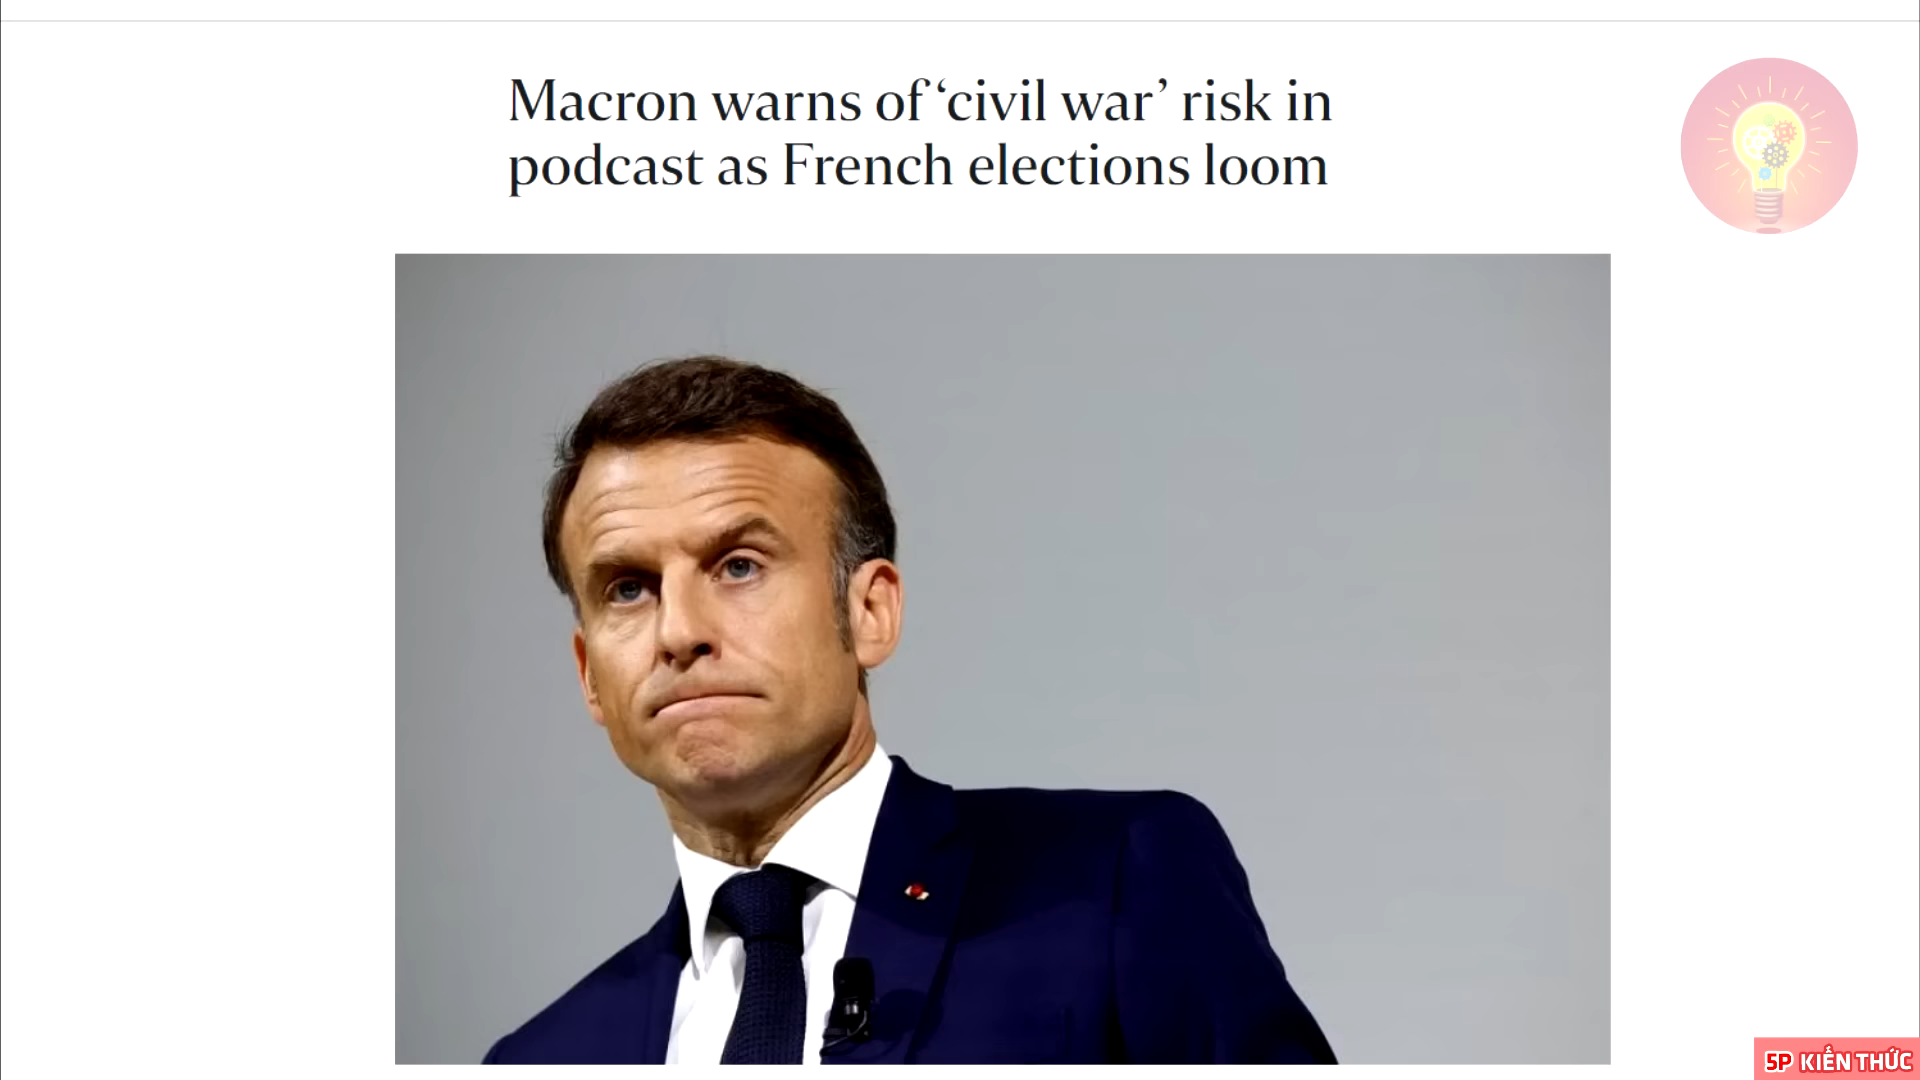 Macron warns of ‘civil war’ risk in
podcast as French elections loom
5P KIẾN THỨC